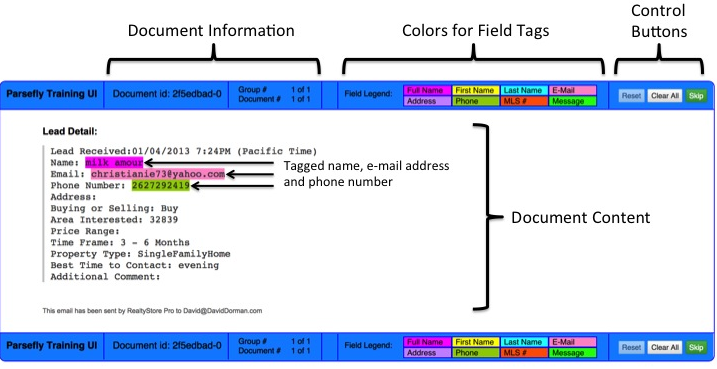 Document Information
Colors for Field Tags
Control
Buttons
Parsefly Training UI
Document id: 2f5edbad-0
Group # 1 of 1
Document # 1 of 1
Field Legend:
Full Name First Name Last Name E-Mail
Address Phone MLS # Message
Reset Clear All Skip
Lead Detail:
Lead Received:01/04/2013 7:24PM (Pacific Time)
Name: milk amour
Email: christianie73@yahoo.com
Phone Number: 2627292419
Address:
Buying or Selling: Buy
Area Interested: 32839
Price Range:
Time Frame: 3 - 6 Months
Property Type: SingleFamilyHome
Best Time to Contact: evening
Additional Comment:
Tagged name, e-mail address
and phone number
Document Content
This email has been sent by RealtyStore Pro to David@DavidDorman.com
Parsefly Training UI
Document id: 2f5edbad-0
Group # 1 of 1
Document # 1 of 1
Field Legend:
Full Name First Name Last Name E-Mail
Address Phone MLS # Message
Reset Clear All Skip